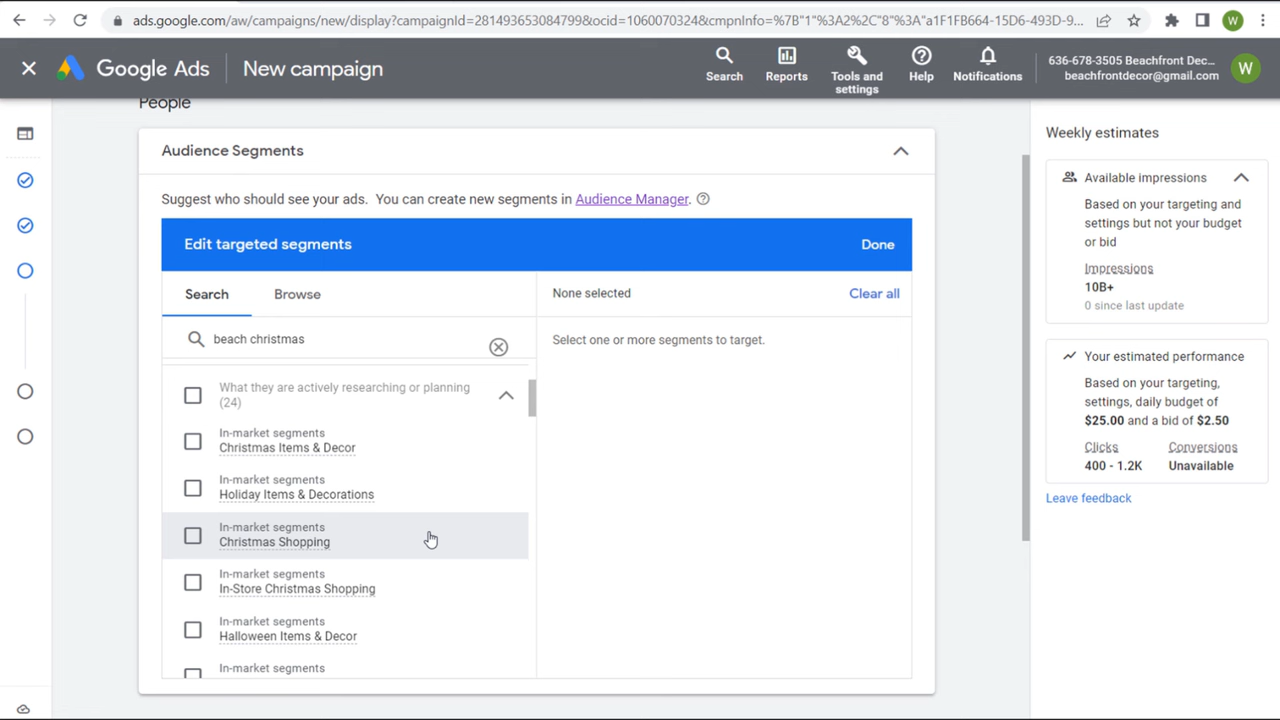 ads.google.com/aw/campaigns/new/display?campaignId=281493653084799&ocid=1060070324&cmpnInfo=%7B"1"%3A2%2C"8"%3A"a1F1FB664-15D6-493D-9...
W
Google Ads
New campaign
Search
Reports
Tools and
settings
Help
Notifications
636-678-3505 Beachfront Dec...
beachfrontdecor@gmail.com
W
People
Audience Segments
Suggest who should see your ads. You can create new segments in Audience Manager.
Edit targeted segments
Done
Search
Browse
None selected
Clear all
beach christmas
Select one or more segments to target.
What they are actively researching or planning
(24)
In-market segments
Christmas Items & Decor
In-market segments
Holiday Items & Decorations
In-market segments
Christmas Shopping
In-market segments
In-Store Christmas Shopping
In-market segments
Halloween Items & Decor
In-market segments
Weekly estimates
Available impressions
Based on your targeting and
settings but not your budget
or bid
Impressions
10B+
0 since last update
Your estimated performance
Based on your targeting,
settings, daily budget of
$25.00 and a bid of $2.50
Clicks
Conversions
400 - 1.2K
Unavailable
Leave feedback